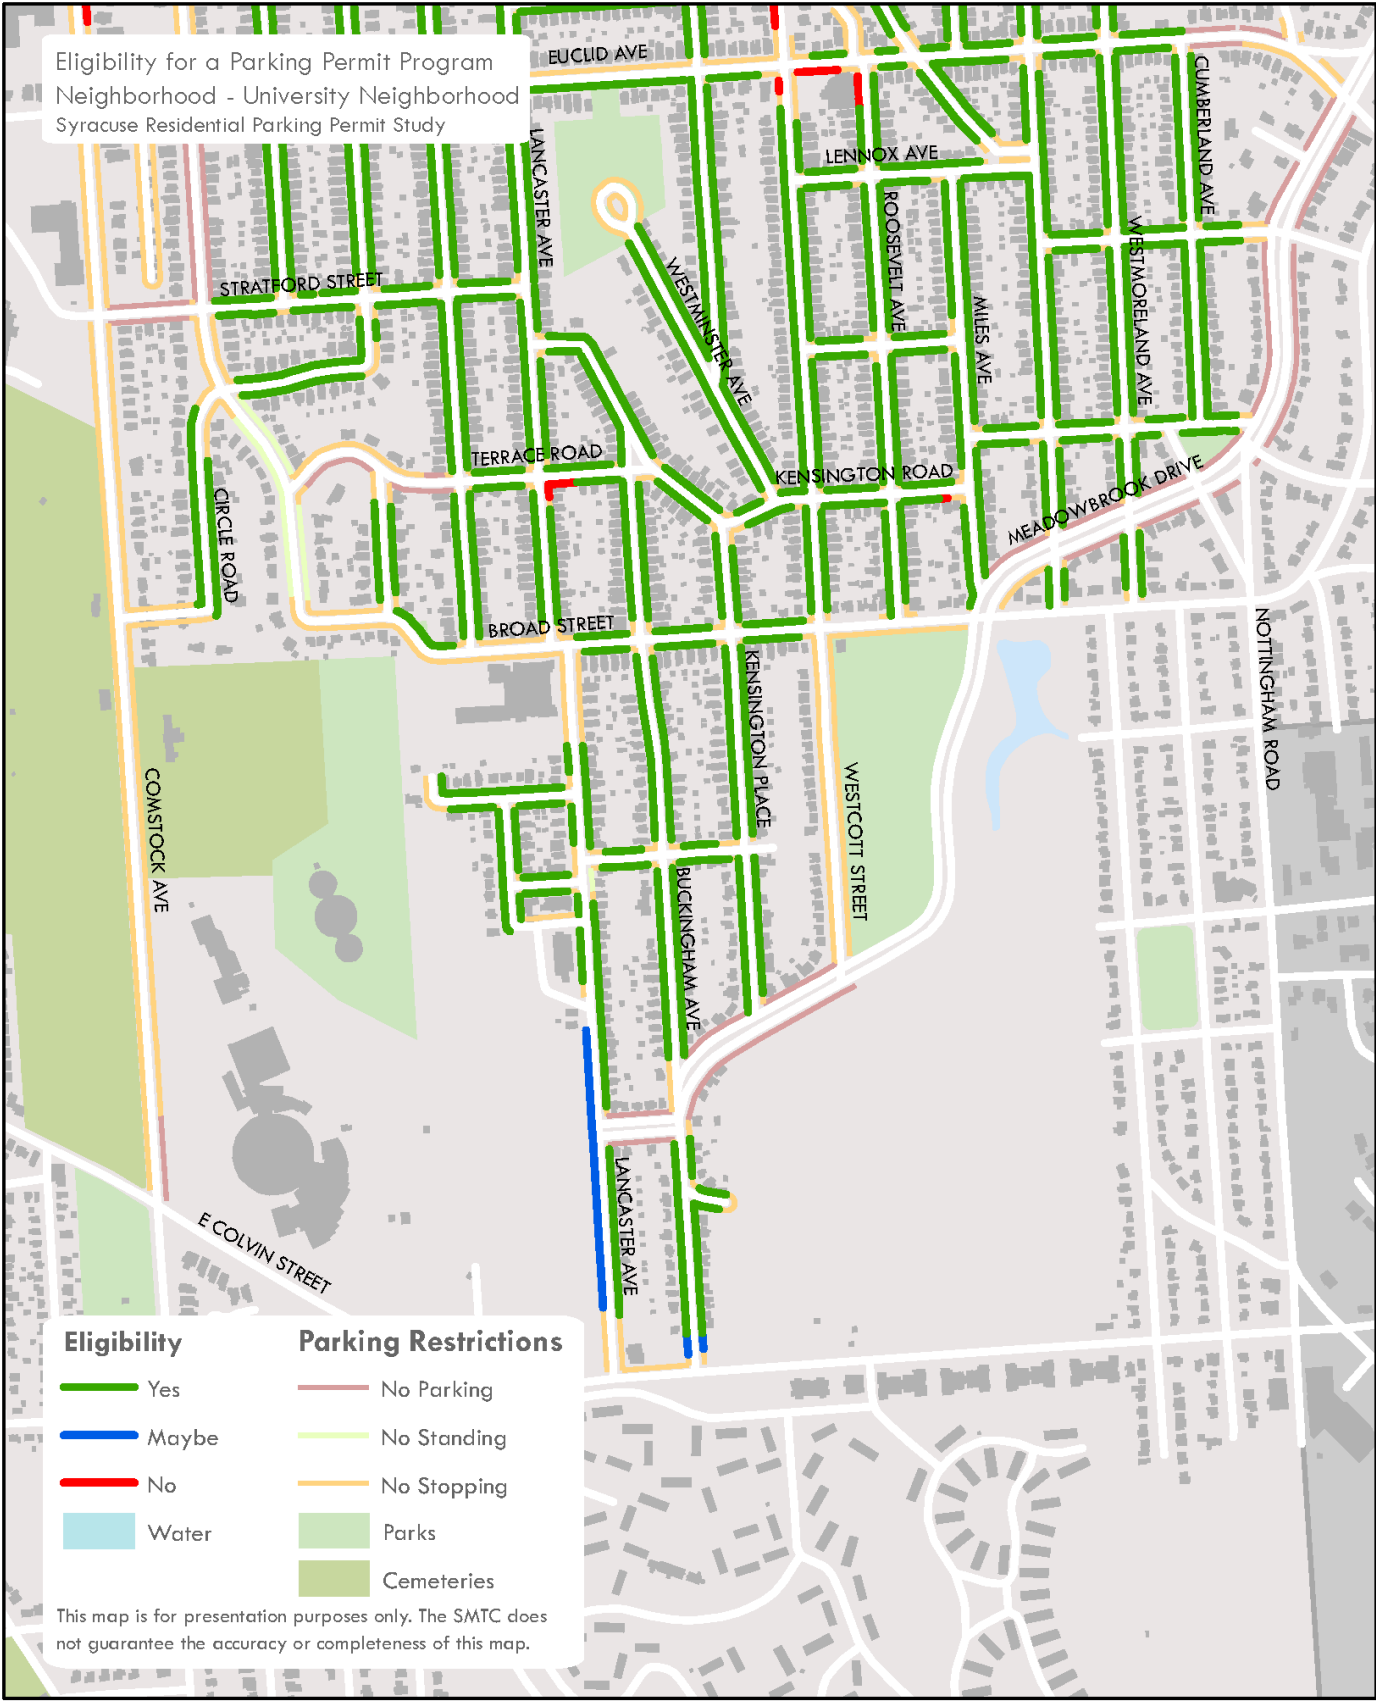 Eligibility for a Parking Permit Program
Neighborhood - University Neighborhood
Syracuse Residential Parking Permit Study
EUCLID AVE
CUMBERLAND AVE
LANCASTER AVE
LENNOX AVE
ROOSEVELT AVE
WESTMORELAND AVE
STRATFORD STREET
WESTMINSTER AVE
MILES AVE
TERRACE ROAD
KENSINGTON ROAD
MEADOWBROOK DRIVE
CIRCLE ROAD
BROAD STREET
NOTTINGHAM ROAD
KENSINGTON PLACE
COMSTOCK AVE
WESTCOTT STREET
BUCKINGHAM AVE
LANCASTER AVE
E COLVIN STREET
Eligibility
Yes
Maybe
No
Water
Parking Restrictions
No Parking
No Standing
No Stopping
Parks
Cemeteries
This map is for presentation purposes only. The SMTC does
not guarantee the accuracy or completeness of this map.